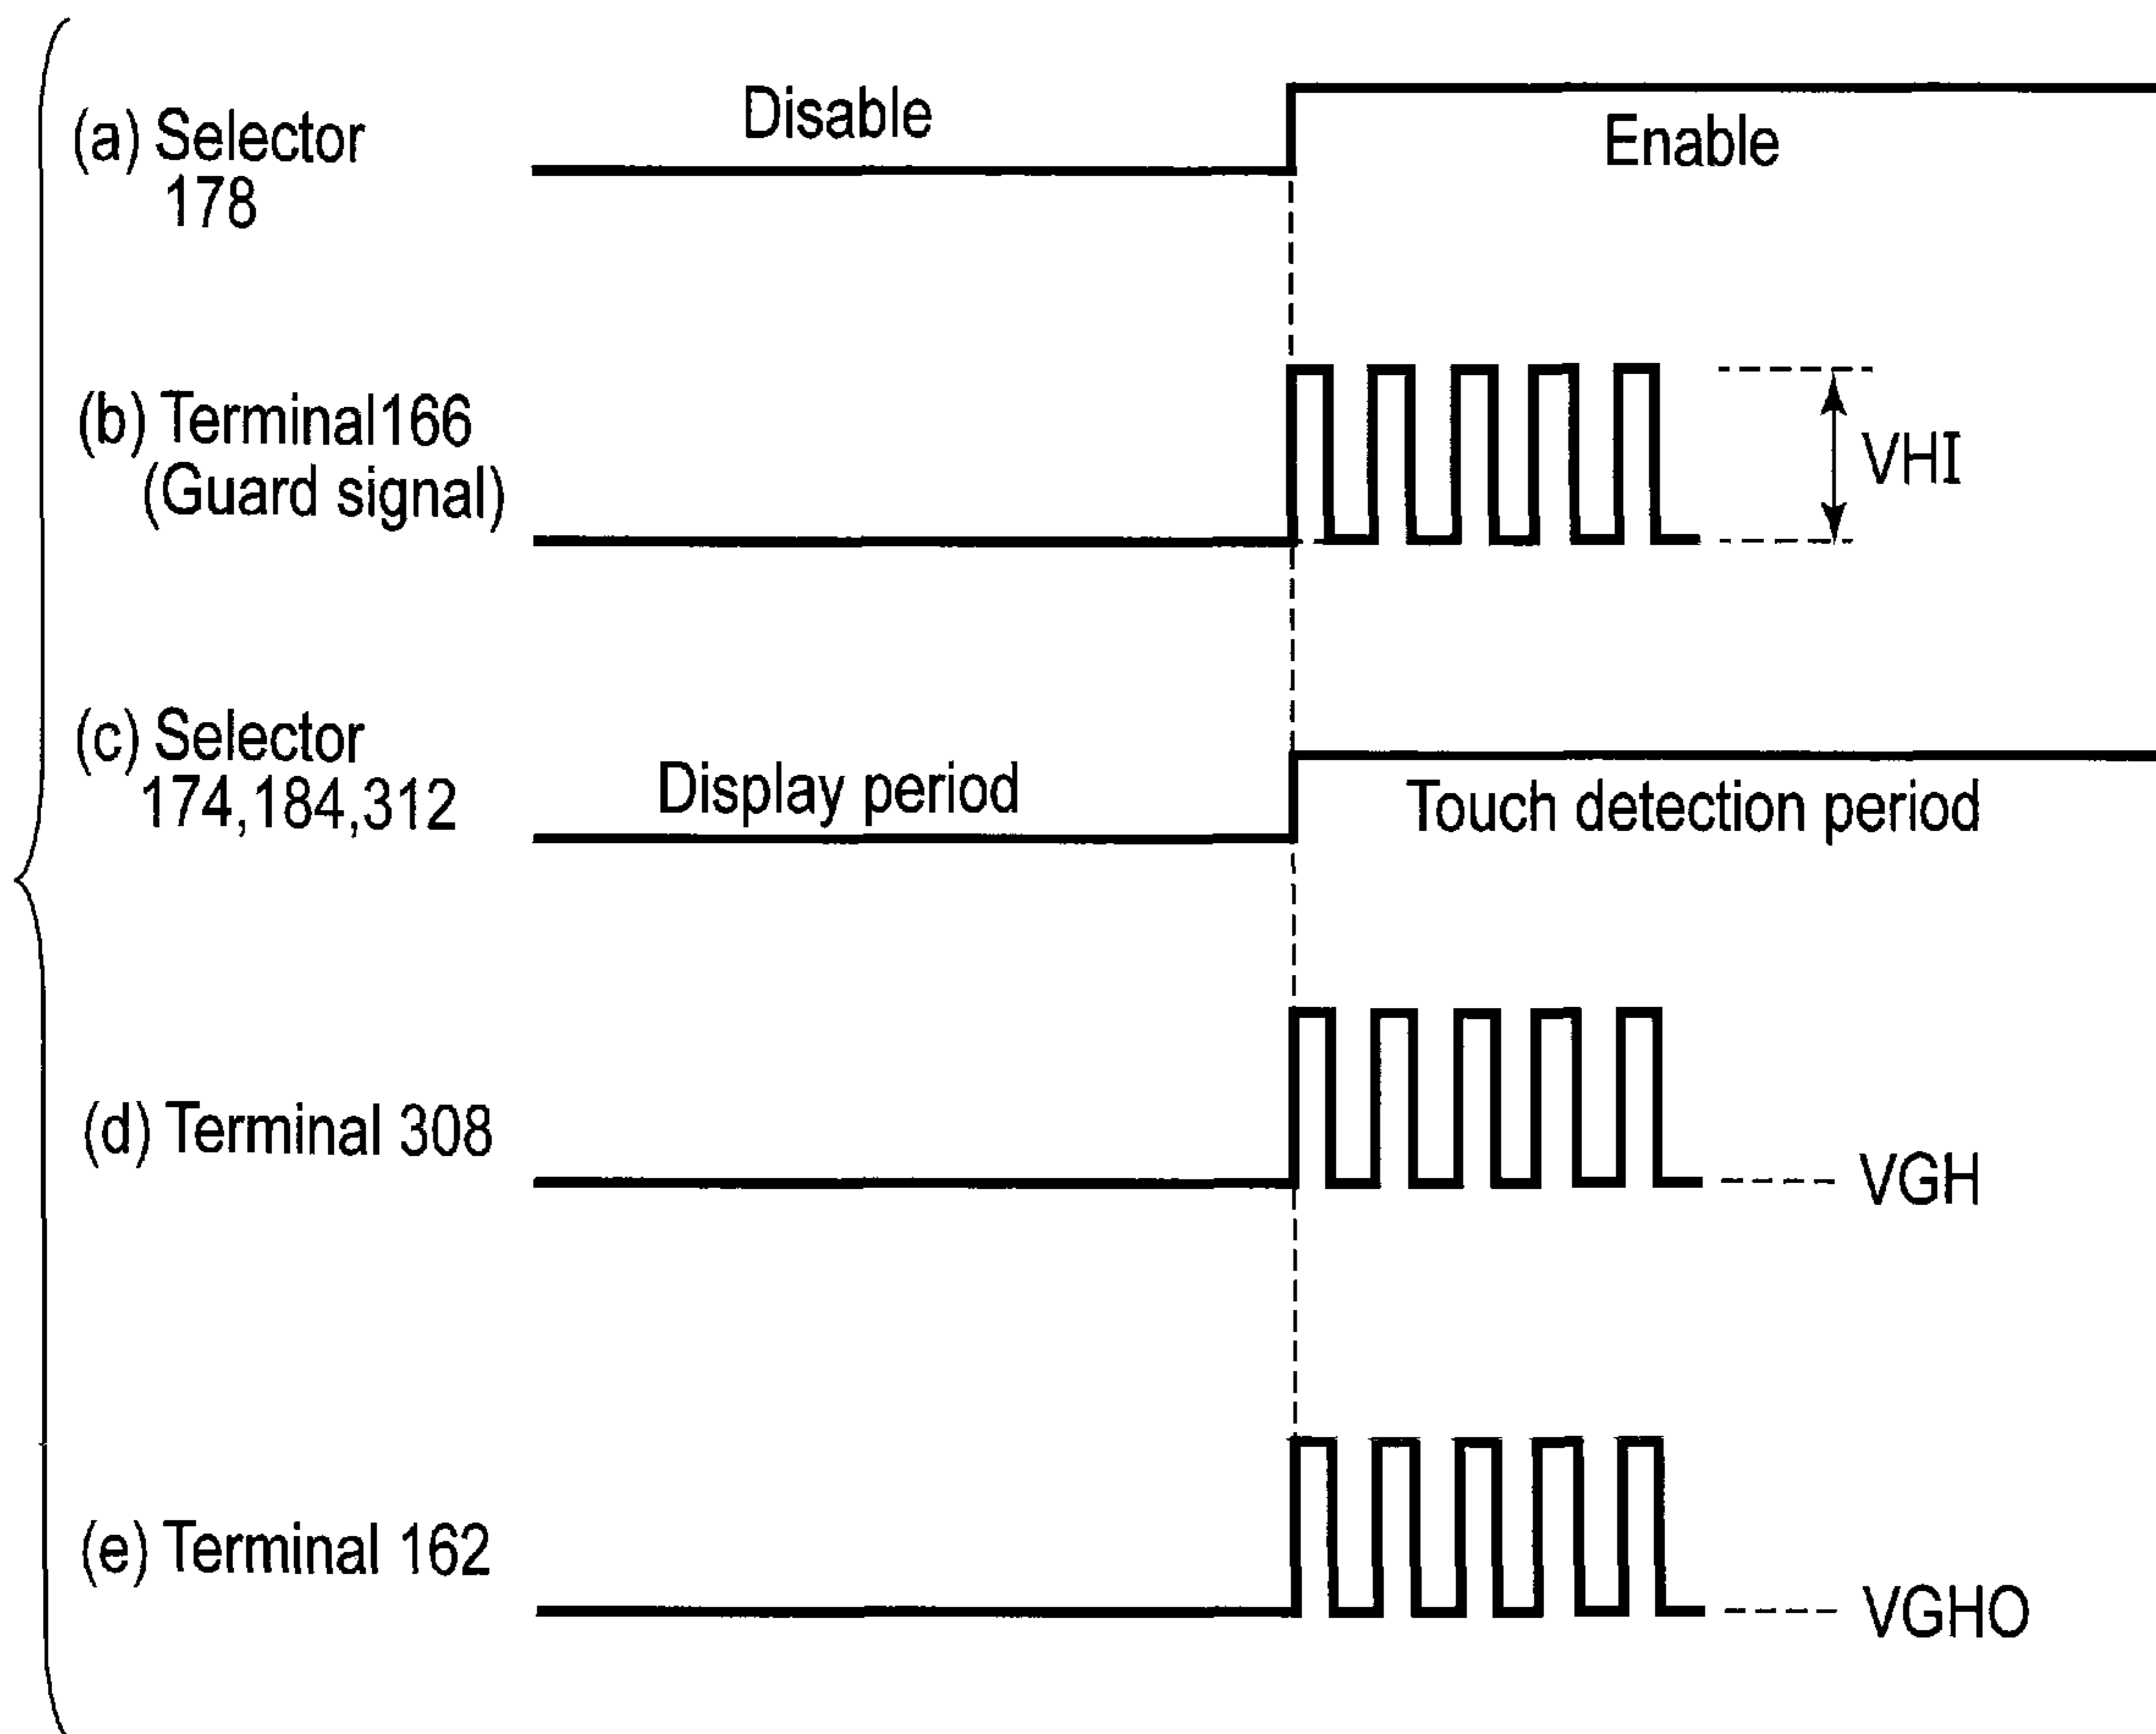 (a) Selector
178
Disable
Enable
(b) Terminal166
(Guard signal)
VHI
(c) Selector
174,184,312
Display period
Touch detection period
(d) Terminal 308
VGH
(e) Terminal 162
VGHO